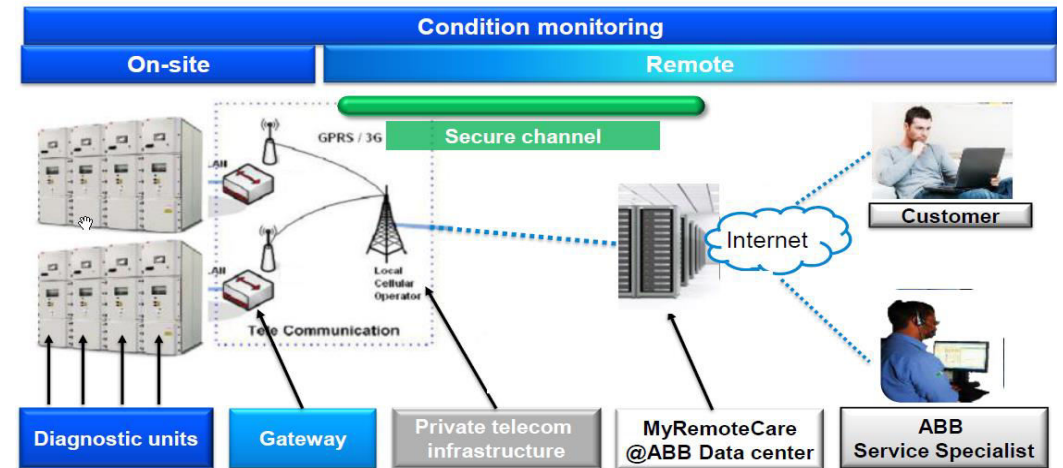 Condition monitoring
On-site
Remote
GPRS / 3G
Secure channel
Local
Cellular
Operator
Tele Communication
Internet
Customer
Diagnostic units
Gateway
Private telecom
infrastructure
MyRemoteCare
@ABB Data center
ABB
Service Specialist